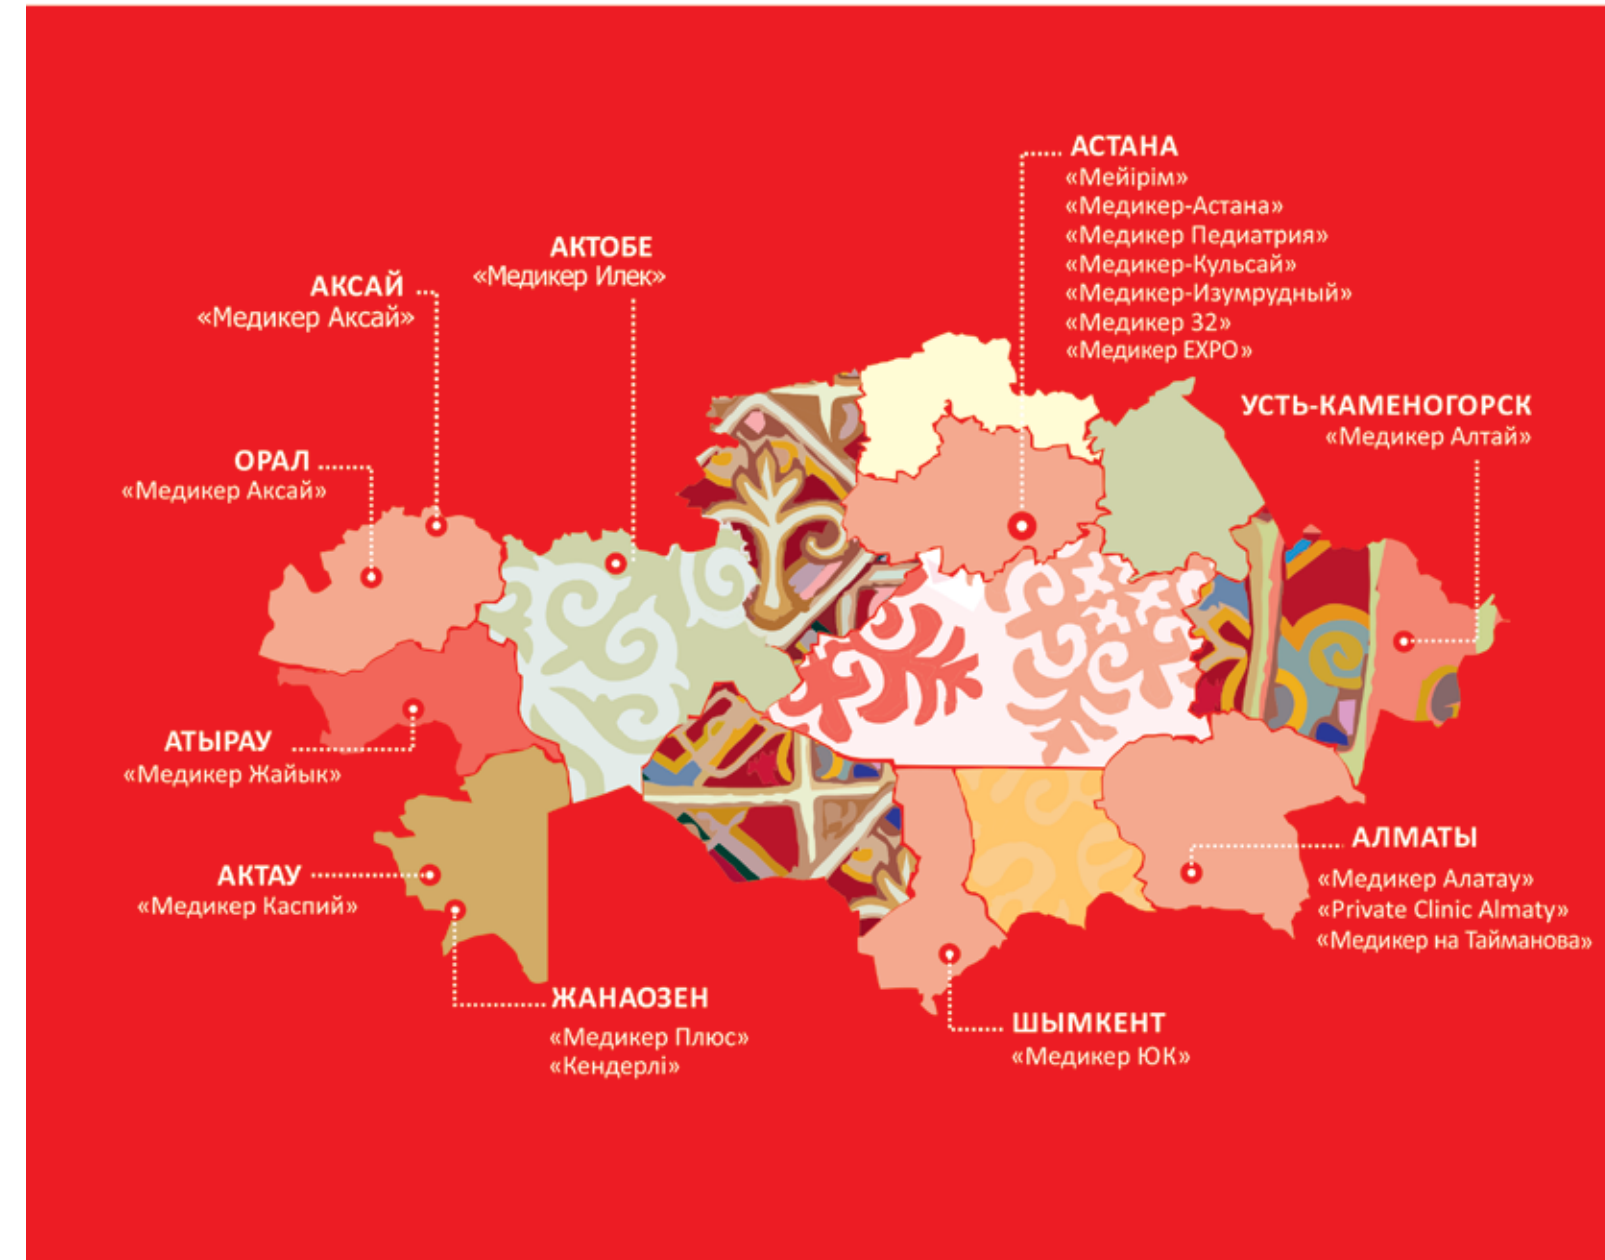 АСТАНА
«Мейірім»
«Медикер-Астана»
«Медикер Педиатрия»
«Медикер-Кульсай»
«Медикер-Изумрудный»
«Медикер 32»
«Медикер EXPO»
АКТОБЕ
«Медикер Илек»
АКСАЙ
«Медикер Аксай»
УСТЬ-КАМЕНОГОРСК
«Медикер Алтай»
ОРАЛ
«Медикер Аксай»
АТЫРАУ
«Медикер Жайык»
АКТАУ
«Медикер Каспий»
АЛМАТЫ
«Медикер Алатау»
«Private Clinic Almaty»
«Медикер на Тайманова»
ЖАНАОЗЕН
«Медикер Плюс»
«Кендерлі»
ШЫМКЕНТ
«Медикер ЮК»